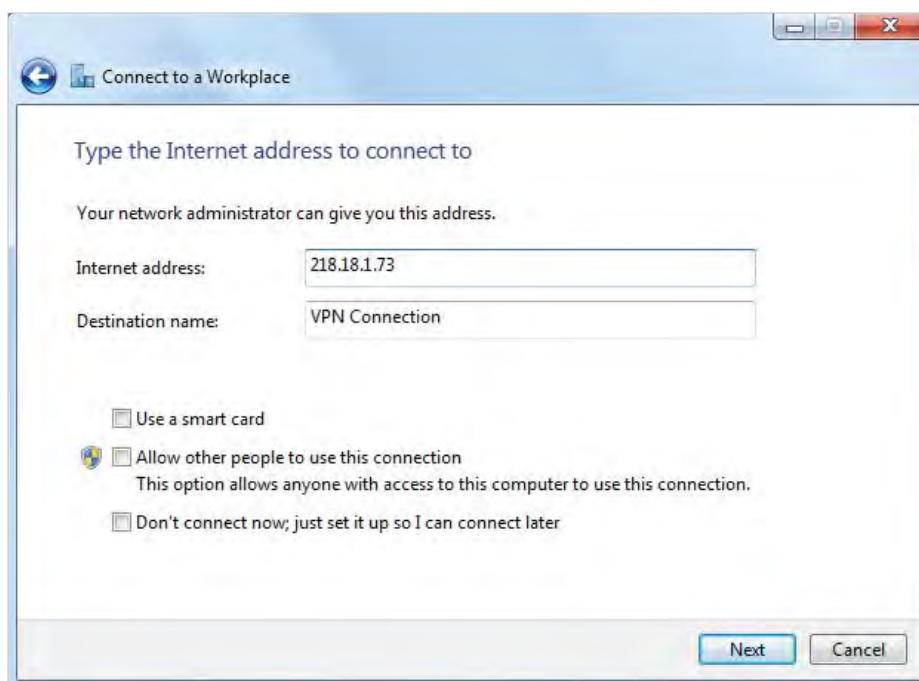 Connect to a Workplace
Type the Internet address to connect to
Your network administrator can give you this address.
Internet address: 218.18.1.73
Destination name: VPN Connection
Use a smart card
Allow other people to use this connection
This option allows anyone with access to this computer to use this connection.
Don't connect now; just set it up so I can connect later
Next Cancel